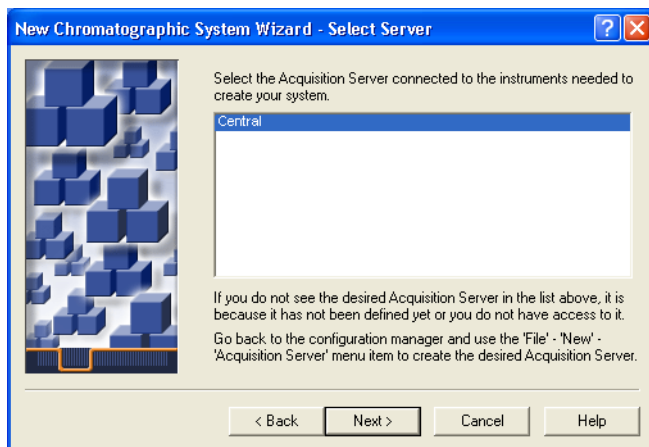 New Chromatographic System Wizard - Select Server
Select the Acquisition Server connected to the instruments needed to
create your system.
Central
If you do not see the desired Acquisition Server in the list above, it is
because it has not been defined yet or you do not have access to it.
Go back to the configuration manager and use the 'File' - 'New' -
'Acquisition Server' menu item to create the desired Acquisition Server.
< Back
Next >
Cancel
Help